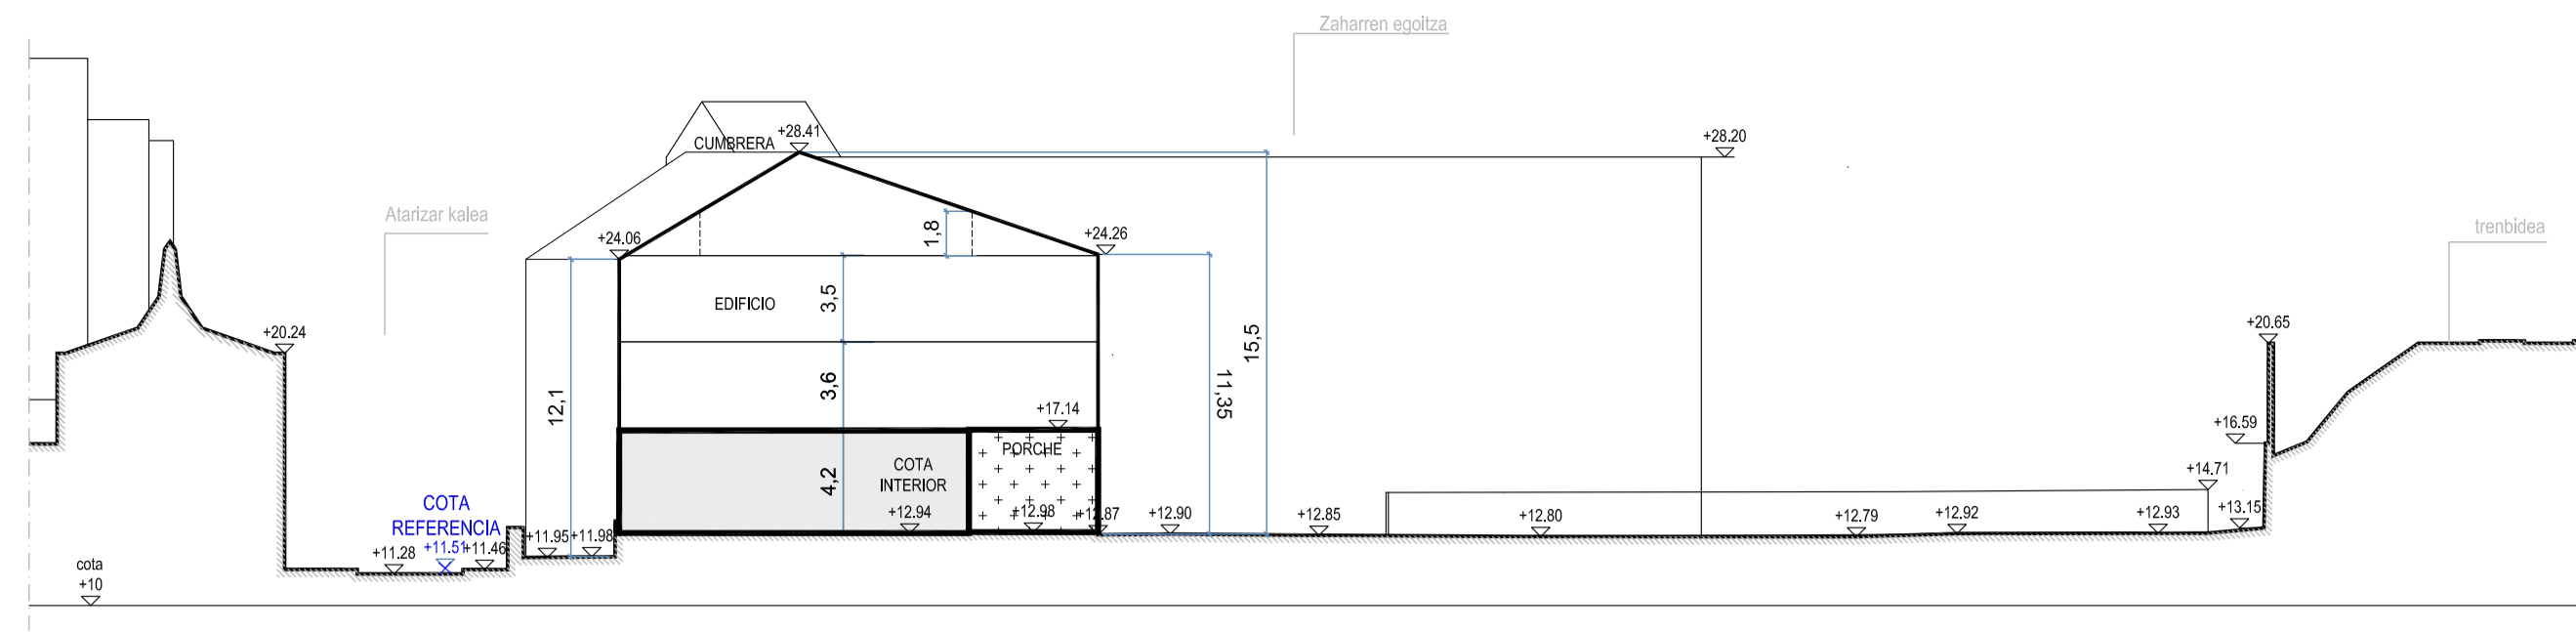 Zaharren egoitza
+28.41
CUMBRERA
+28.20
Atarizar kalea
trenbidea
1,8
+24.06
+24.26
EDIFICIO
3,5
+20.24
+20.65
15,5
12,1
3,6
11,35
+17.14
+16.59
PORCHE
COTA
INTERIOR
4,2
+14.71
COTA
REFERENCIA
+12.94
+12.98
+12.87
+12.90
+12.85
+12.80
+12.79
+12.92
+12.93
+13.15
+11.28
+11.51
+11.46
+11.95
+11.98
cota
+10